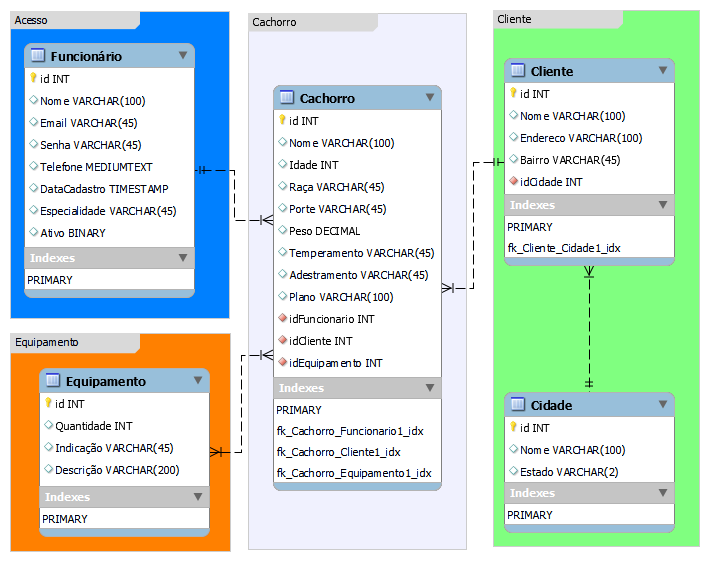 Acesso
Funcionário
id INT
Nome VARCHAR(100)
Email VARCHAR(45)
Senha VARCHAR(45)
Telefone MEDIUMTEXT
DataCadastro TIMESTAMP
Especialidade VARCHAR(45)
Ativo BINARY
Indexes
PRIMARY
Equipamento
Equipamento
id INT
Quantidade INT
Indicação VARCHAR(45)
Descrição VARCHAR(200)
Indexes
PRIMARY
Cachorro
Cachorro
id INT
Nome VARCHAR(100)
Idade INT
Raça VARCHAR(45)
Porte VARCHAR(45)
Peso DECIMAL
Temperamento VARCHAR(45)
Adestramento VARCHAR(45)
Plano VARCHAR(100)
idFuncionario INT
idCliente INT
idEquipamento INT
Indexes
PRIMARY
fk_Cachorro_Funcionario1_idx
fk_Cachorro_Cliente1_idx
fk_Cachorro_Equipamento1_idx
Cliente
Cliente
id INT
Nome VARCHAR(100)
Endereco VARCHAR(100)
Bairro VARCHAR(45)
idCidade INT
Indexes
PRIMARY
fk_Cliente_Cidade1_idx
Cidade
id INT
Nome VARCHAR(100)
Estado VARCHAR(2)
Indexes
PRIMARY